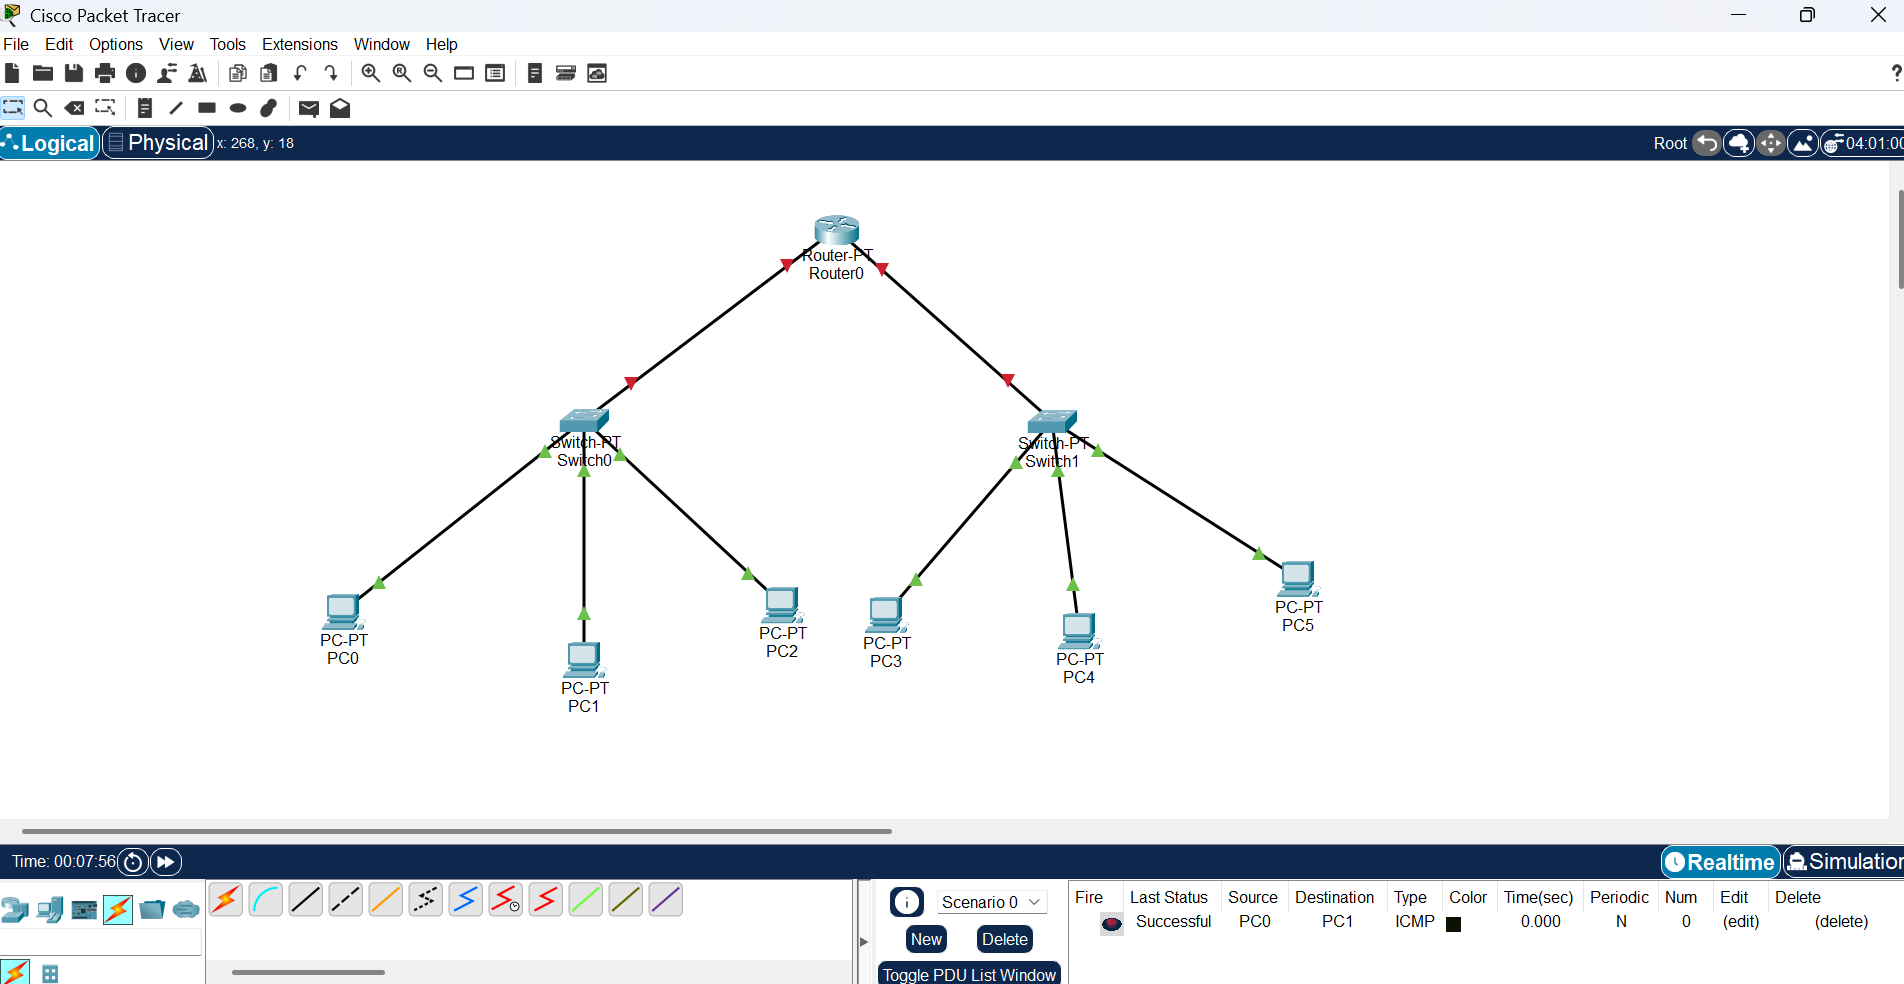 Cisco Packet Tracer
File Edit Options View Tools Extensions Window Help
?
Logical Physical x: 268, y: 18 Root 04:01:00
Router-PT
Router0
Switch-PT
Switch0
Switch-PT
Switch1
PC-PT
PC0
PC-PT
PC1
PC-PT
PC2
PC-PT
PC3
PC-PT
PC4
PC-PT
PC5
Time: 00:07:56 Realtime Simulation
Scenario 0
New Delete
Toggle PDU List Window
Fire Last Status Source Destination Type Color Time(sec) Periodic Num Edit Delete
Successful PC0 PC1 ICMP 0.000 N 0 (edit) (delete)